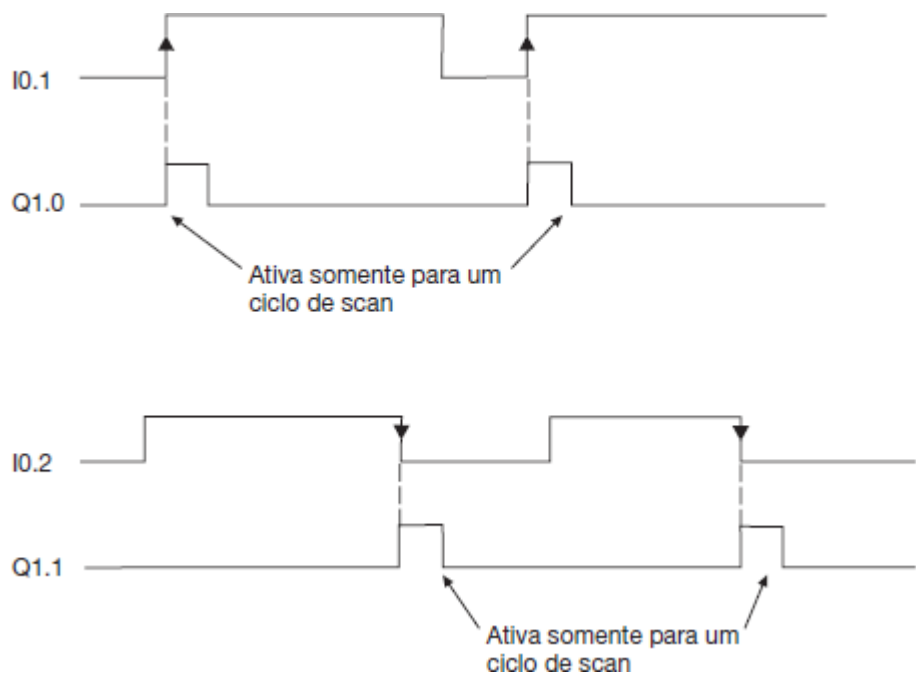 I0.1
Q1.0
Ativa somente para um
ciclo de scan
I0.2
Q1.1
Ativa somente para um
ciclo de scan